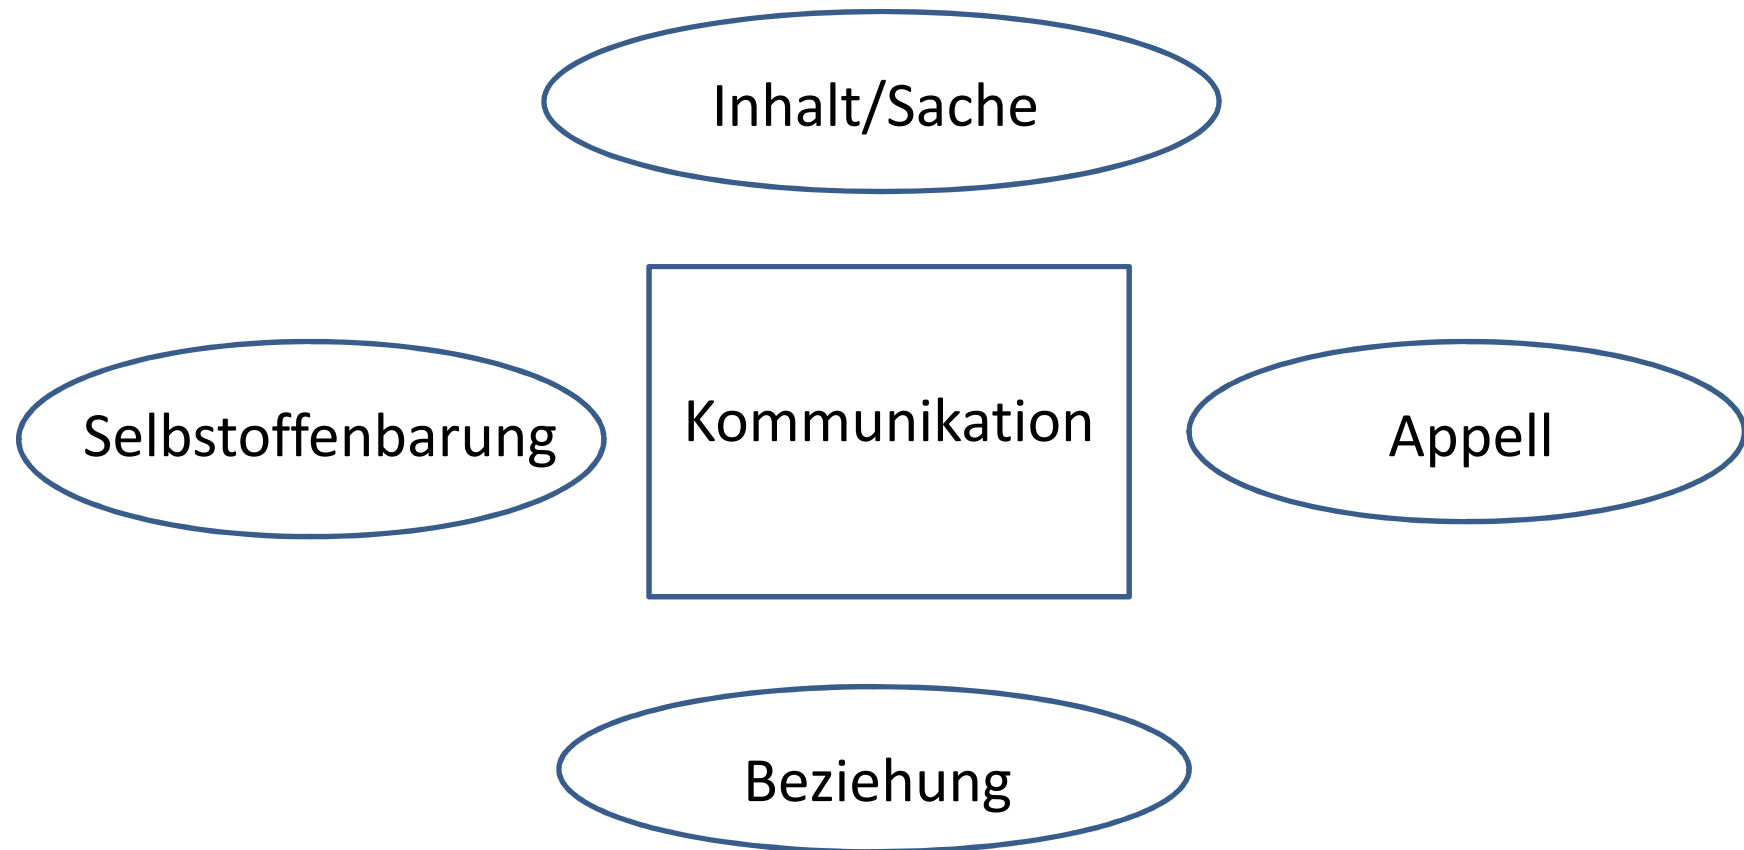 Inhalt/Sache
Kommunikation
Selbstoffenbarung
Appell
Beziehung